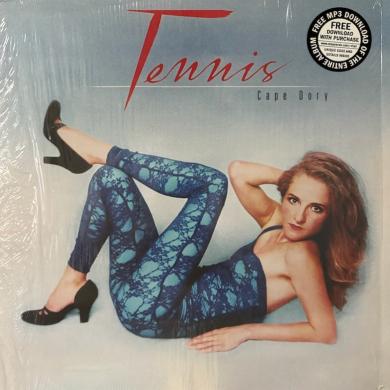 Tennis
Cape Dory
FREE MP3 DOWNLOAD OF THE ENTIRE ALBUM
FREE
DOWNLOAD
WITH PURCHASE